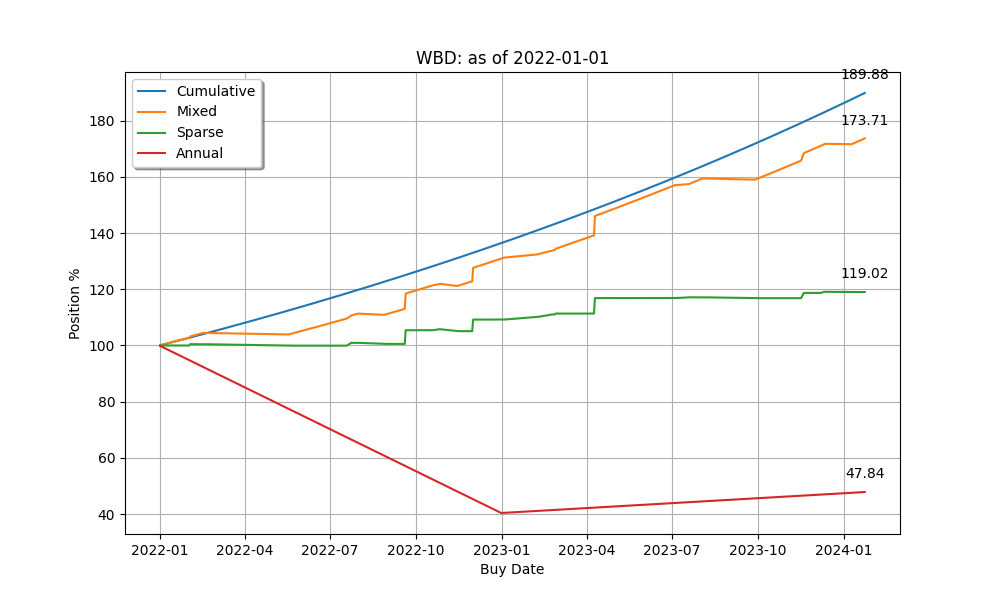 WBD: as of 2022-01-01
189.88
Cumulative
Mixed
Sparse
Annual
173.71
119.02
47.84
180
160
140
120
100
80
60
40
Position %
2022-01 2022-04 2022-07 2022-10 2023-01 2023-04 2023-07 2023-10 2024-01
Buy Date